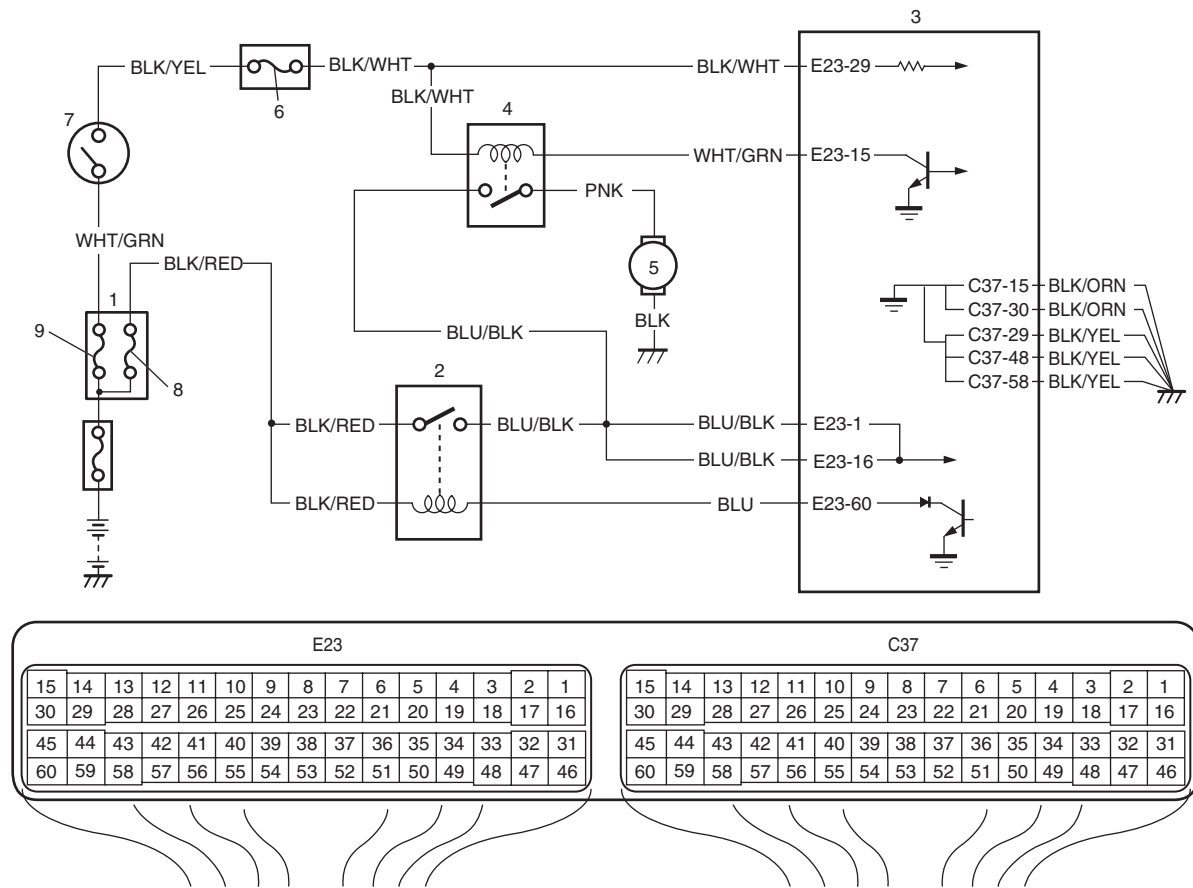 3
BLK/YEL
BLK/WHT
BLK/WHT
E23-29
6
BLK/WHT
4
7
WHT/GRN
E23-15
PNK
WHT/GRN
BLK/RED
5
C37-15
BLK/ORN
1
C37-30
BLK/ORN
9
BLU/BLK
BLK
C37-29
BLK/YEL
8
2
C37-48
BLK/YEL
C37-58
BLK/YEL
BLK/RED
BLU/BLK
BLU/BLK
E23-1
BLU/BLK
E23-16
BLK/RED
BLU
E23-60
E23
15 14 13 12 11 10 9 8 7 6 5 4 3 2 1
30 29 28 27 26 25 24 23 22 21 20 19 18 17 16
45 44 43 42 41 40 39 38 37 36 35 34 33 32 31
60 59 58 57 56 55 54 53 52 51 50 49 48 47 46
C37
15 14 13 12 11 10 9 8 7 6 5 4 3 2 1
30 29 28 27 26 25 24 23 22 21 20 19 18 17 16
45 44 43 42 41 40 39 38 37 36 35 34 33 32 31
60 59 58 57 56 55 54 53 52 51 50 49 48 47 46